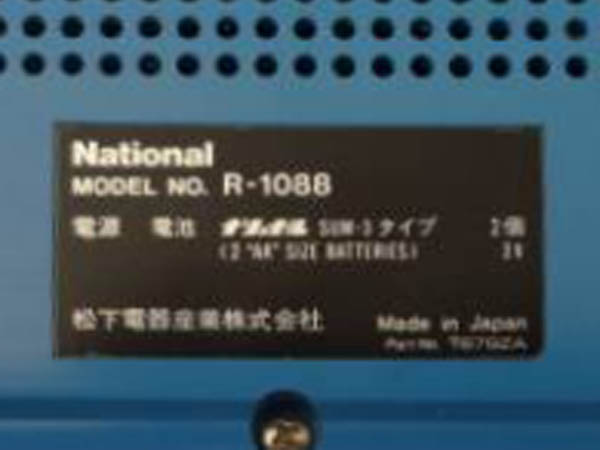 National
MODEL NO. R-1088
電源 電池 ナショナル SUM-3 タイプ 2個
(2 "AA" SIZE BATTERIES) 3V
松下電器産業株式会社 Made in Japan
Part No.